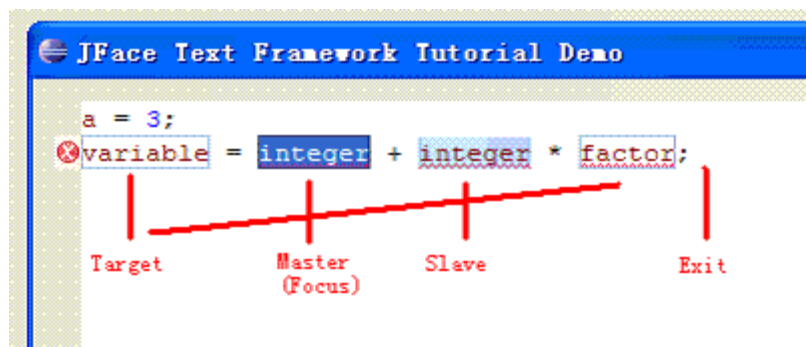 JFace Text Framework Tutorial Demo
a = 3;
variable = integer + integer * factor;
Target Master Slave Exit
(Focus)